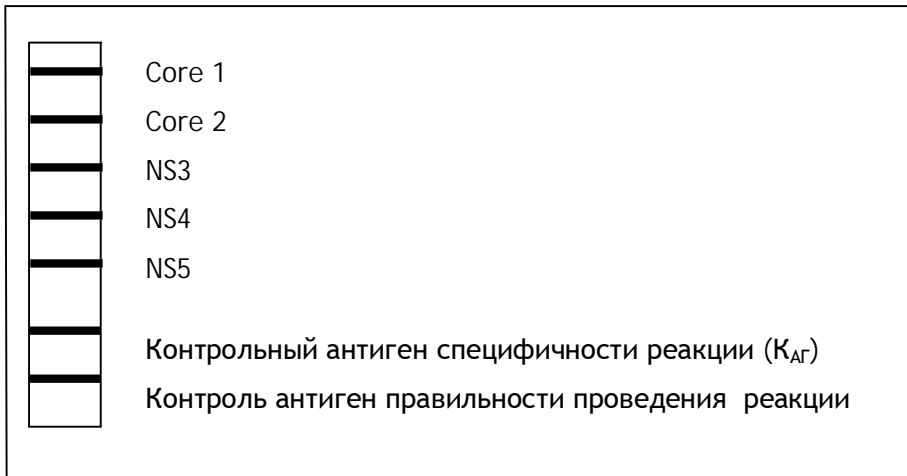 Core 1
Core 2
NS3
NS4
NS5
Контрольный антиген специфичности реакции (КАГ)
Контроль антиген правильности проведения реакции